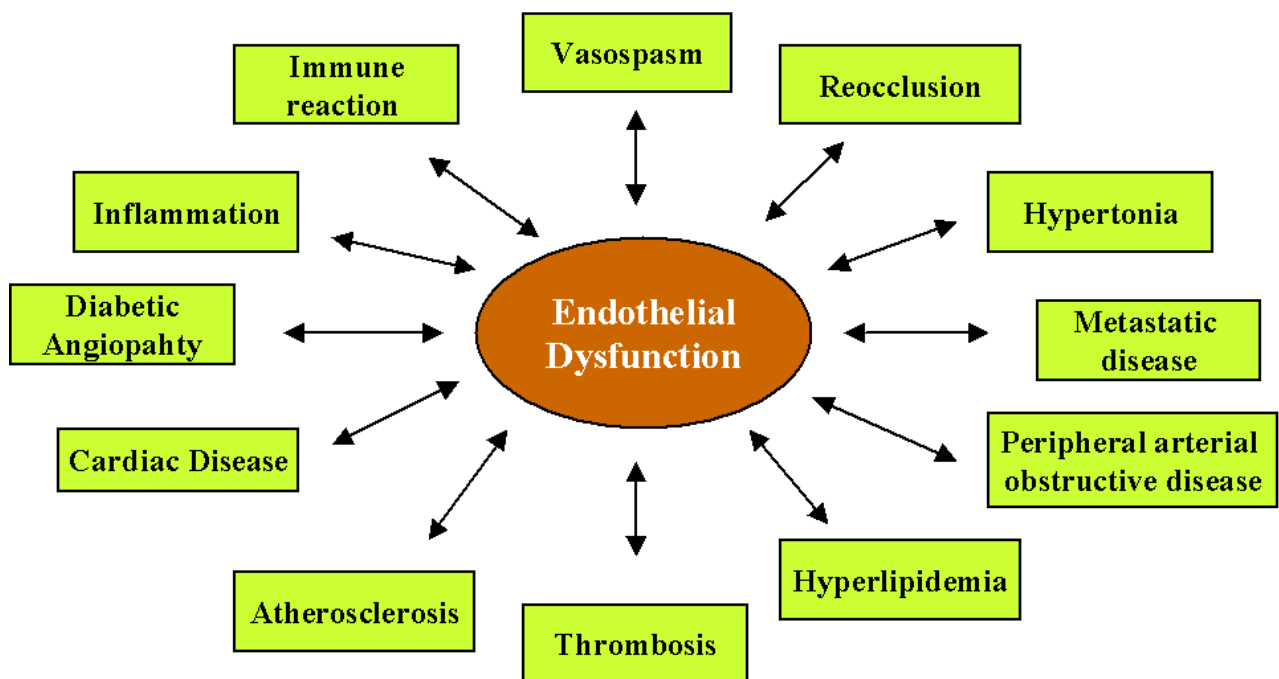 Vasospasm
Immune
reaction
Reocclusion
Inflammation
Hypertonia
Diabetic
Angiopahty
Endothelial
Dysfunction
Metastatic
disease
Cardiac Disease
Peripheral arterial
obstructive disease
Atherosclerosis
Hyperlipidemia
Thrombosis